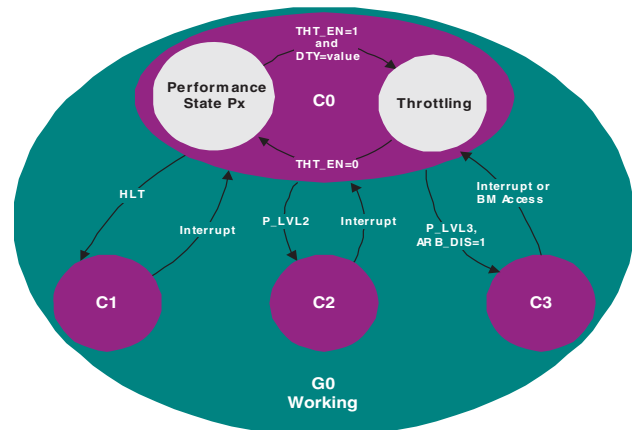 THT_EN=1
and
DTY=value
Performance
State Px
C0
Throttling
THT_EN=0
HLT
Interrupt
P_LVL2
Interrupt
P_LVL3,
ARB_DIS=1
Interrupt or
BM Access
C1
C2
C3
G0
Working